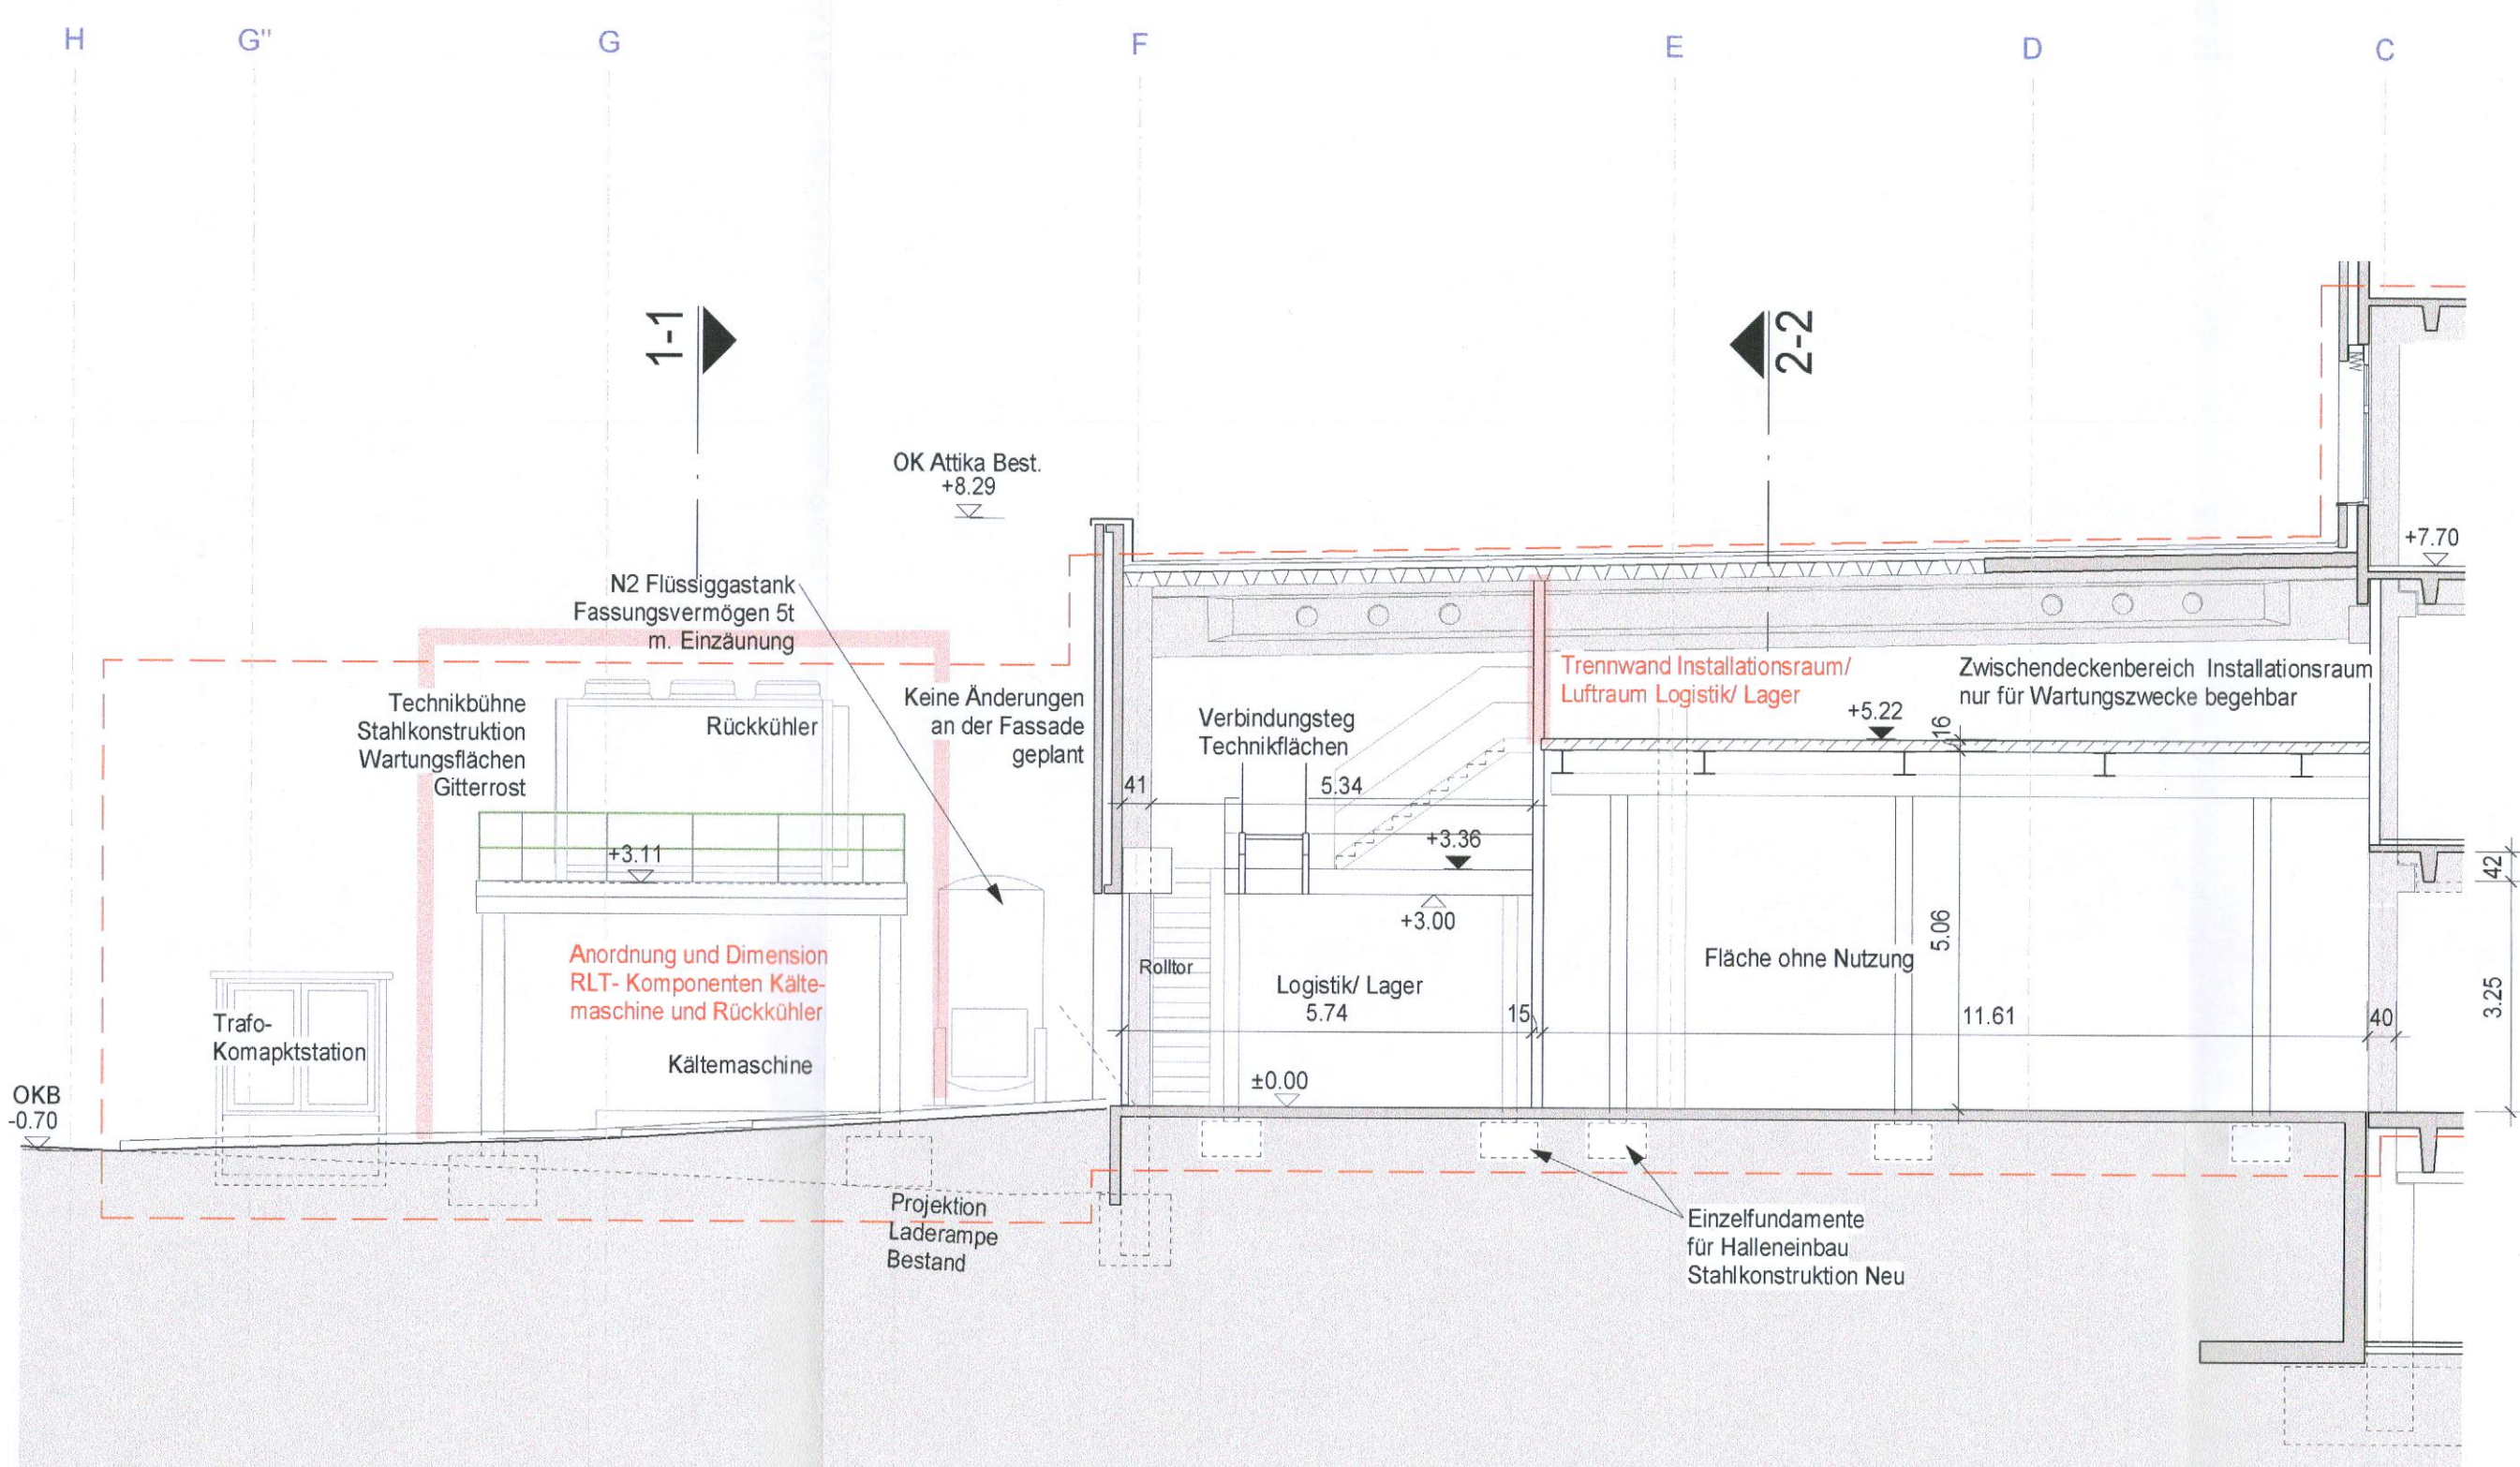 H
G"
G
F
E
D
C
1-1
2-2
OK Attika Best.
+8.29
+7.70
N2 Flüssiggastank
Fassungsvermögen 5t
m. Einzäunung
Technikbühne
Stahlkonstruktion
Wartungsflächen
Gitterrost
Rückkühler
Keine Änderungen
an der Fassade
geplant
Verbindungsteg
Technikflächen
Trennwand Installationsraum/
Luftraum Logistik/ Lager
Zwischendeckenbereich Installationsraum
nur für Wartungszwecke begehbar
+5.22
16
41
5.34
+3.36
+3.11
+3.00
42
5.06
3.25
Anordnung und Dimension
RLT- Komponenten Kälte-
maschine und Rückkühler
Kältemaschine
Trafo-
Komapktstation
Rolltor
Logistik/ Lager
5.74
15
Fläche ohne Nutzung
11.61
40
±0.00
OKB
-0.70
Projektion
Laderampe
Bestand
Einzelfundamente
für Halleneinbau
Stahlkonstruktion Neu